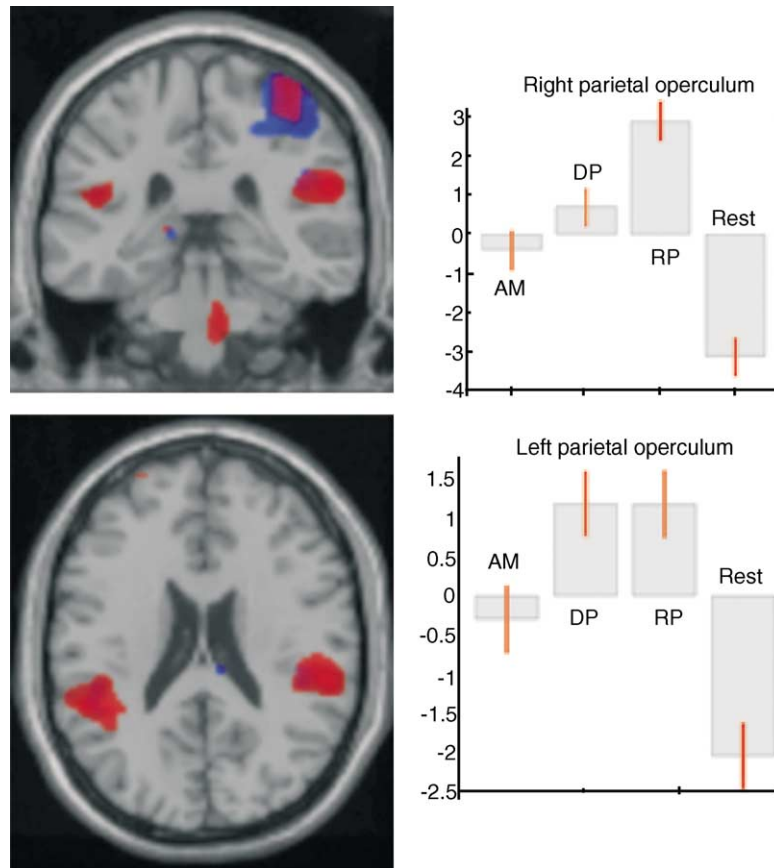 Right parietal operculum
3
2
1
0
-1
-2
-3
-4
AM
DP
RP
Rest
Left parietal operculum
1.5
1
0.5
0
-0.5
-1
-1.5
-2
-2.5
AM
DP
RP
Rest